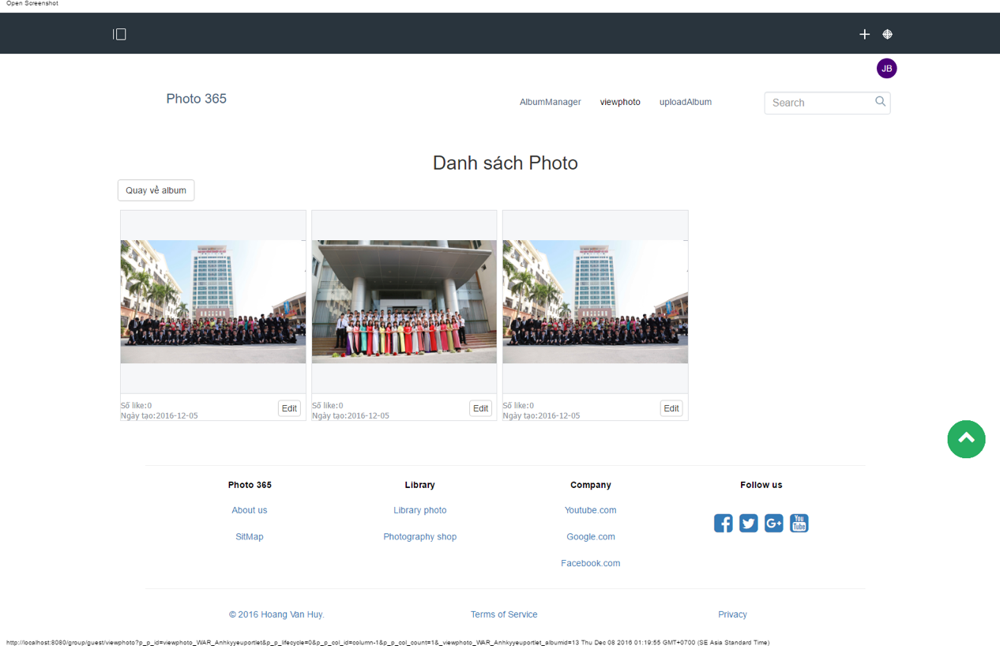 Open Screenshot
JB
Photo 365
AlbumManager viewphoto uploadAlbum Search
Danh sách Photo
Quay về album
Số like:0 Edit
Ngày tạo:2016-12-05
Số like:0 Edit
Ngày tạo:2016-12-05
Số like:0 Edit
Ngày tạo:2016-12-05
Photo 365 Library Company Follow us
About us Library photo Youtube.com
SitMap Photography shop Google.com
Facebook.com
You Tube
© 2016 Hoang Van Huy. Terms of Service Privacy
http://localhost:8080/group/guest/viewphoto?p_p_id=viewphoto_WAR_Anhkyyeuportlet&p_p_lifecycle=0&p_p_col_id=column-1&p_p_col_count=1&_viewphoto_WAR_Anhkyyeuportlet_albumid=13 Thu Dec 08 2016 01:19:55 GMT+0700 (SE Asia Standard Time)